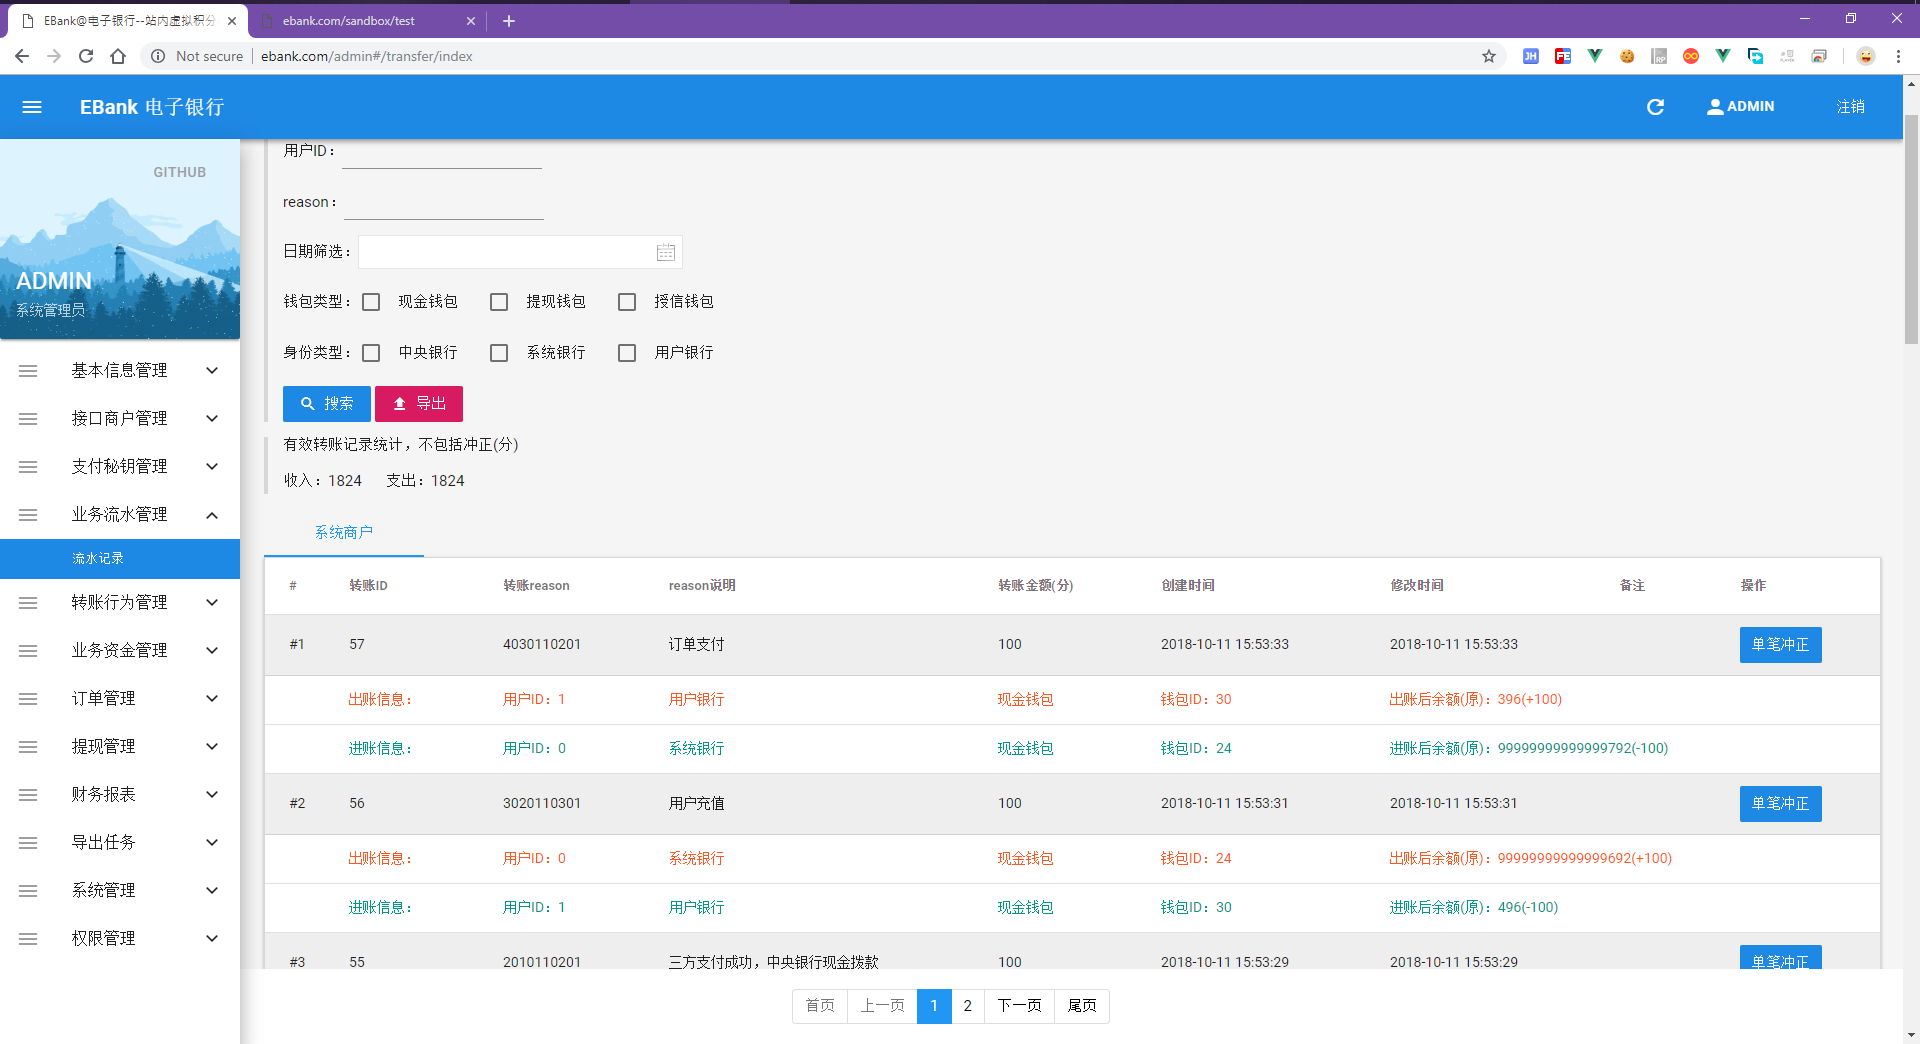 EBank@电子银行--站内虚拟积分
ebank.com/sandbox/test
Not secure
ebank.com/admin#/transfer/index
EBank 电子银行
ADMIN
注销
GITHUB
ADMIN
系统管理员
基本信息管理
接口商户管理
支付秘钥管理
业务流水管理
流水记录
转账行为管理
业务资金管理
订单管理
提现管理
财务报表
导出任务
系统管理
权限管理
用户ID：
reason：
日期筛选：
钱包类型： 现金钱包 提现钱包 授信钱包
身份类型： 中央银行 系统银行 用户银行
搜索 导出
有效转账记录统计，不包括冲正(分)
收入：1824 支出：1824
系统商户
# 转账ID 转账reason reason说明 转账金额(分) 创建时间 修改时间 备注 操作
#1 57 4030110201 订单支付 100 2018-10-11 15:53:33 2018-10-11 15:53:33 单笔冲正
出账信息： 用户ID：1 用户银行 现金钱包 钱包ID：30 出账后余额(原)：396(+100)
进账信息： 用户ID：0 系统银行 现金钱包 钱包ID：24 进账后余额(原)：99999999999999792(-100)
#2 56 3020110301 用户充值 100 2018-10-11 15:53:31 2018-10-11 15:53:31 单笔冲正
出账信息： 用户ID：0 系统银行 现金钱包 钱包ID：24 出账后余额(原)：99999999999999692(+100)
进账信息： 用户ID：1 用户银行 现金钱包 钱包ID：30 进账后余额(原)：496(-100)
#3 55 2010110201 三方支付成功，中央银行现金拨款 100 2018-10-11 15:53:29 2018-10-11 15:53:29 单笔冲正
首页 上一页 1 2 下一页 尾页